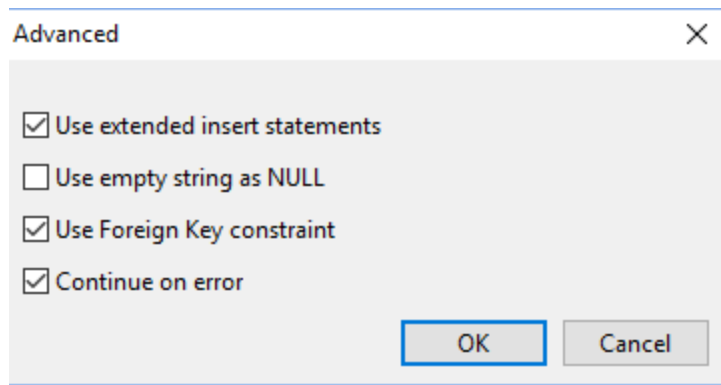 Advanced
Use extended insert statements
Use empty string as NULL
Use Foreign Key constraint
Continue on error
OK Cancel